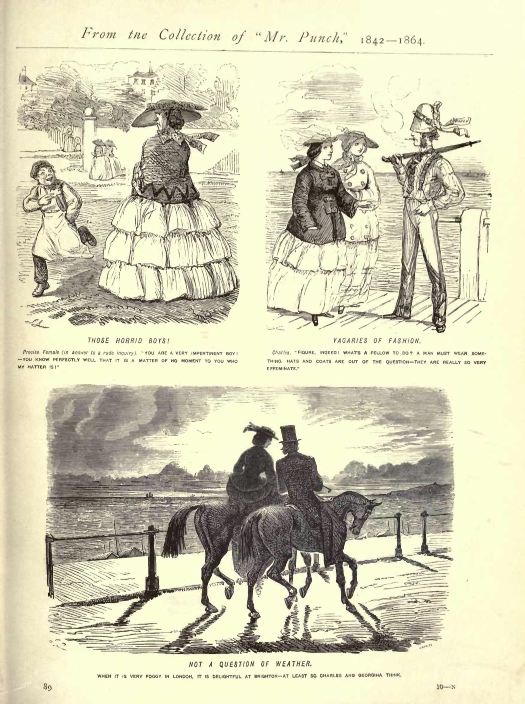 From the Collection of "Mr. Punch," 1842—1864.
THOSE HORRID BOYS!
Precise Female (in answer to a rude inquiry). "YOU ARE A VERY IMPERTINENT BOY!
—YOU KNOW PERFECTLY WELL THAT IT IS A MATTER OF NO MOMENT TO YOU WHO
MY HATTER IS!"
VAGARIES OF FASHION.
Charles. "FIGURE, INDEED! WHAT'S A FELLOW TO DO? A MAN MUST WEAR SOME-
THING. HATS AND COATS ARE OUT OF THE QUESTION—THEY ARE REALLY SO VERY
EFFEMINATE."
NOT A QUESTION OF WEATHER.
WHEN IT IS VERY FOGGY IN LONDON, IT IS DELIGHTFUL AT BRIGHTON—AT LEAST SO CHARLES AND GEORGINA THINK.
89
10—N